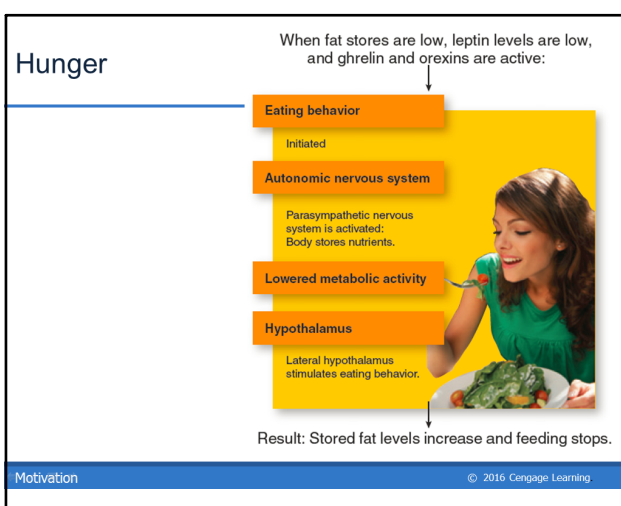 Hunger
When fat stores are low, leptin levels are low,
and ghrelin and orexins are active:
Eating behavior
Initiated
Autonomic nervous system
Parasympathetic nervous
system is activated:
Body stores nutrients.
Lowered metabolic activity
Hypothalamus
Lateral hypothalamus
stimulates eating behavior.
Result: Stored fat levels increase and feeding stops.
Motivation
© 2016 Cengage Learning.